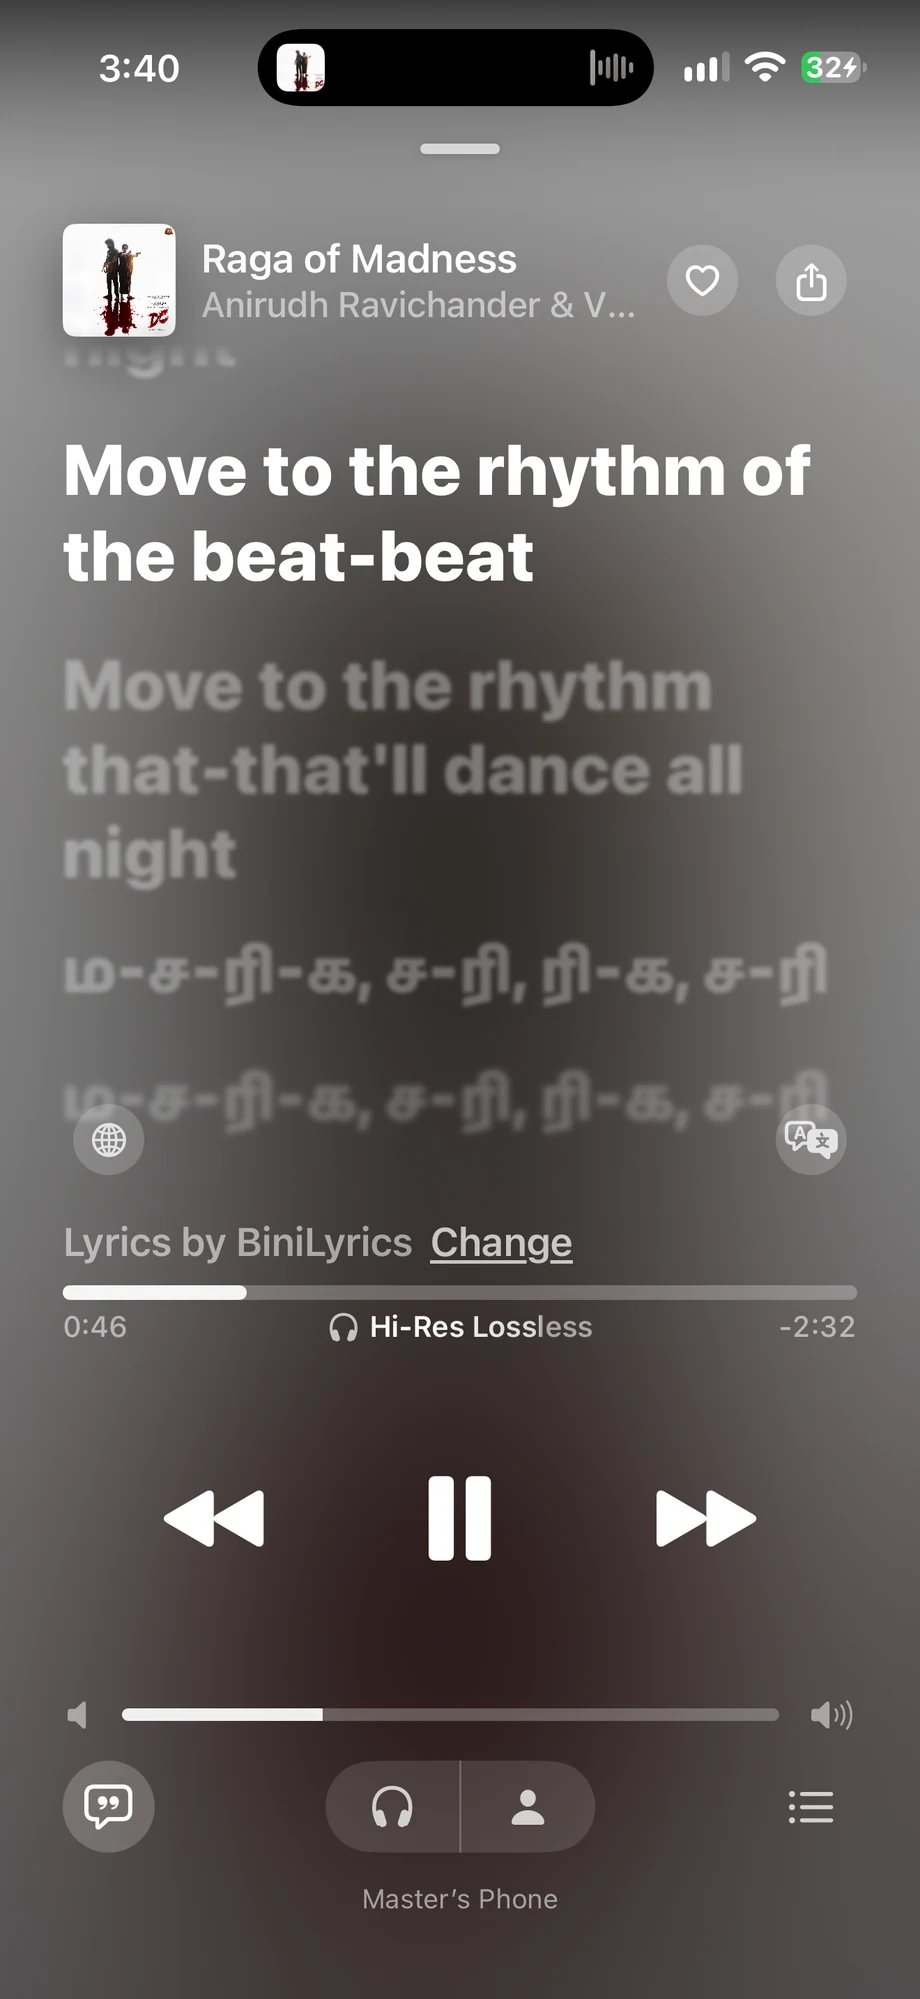 3:40
32
Raga of Madness
Anirudh Ravichander & V...
night
Move to the rhythm of
the beat-beat
Move to the rhythm
that-that'll dance all
night
ம-ச-ரி-க, ச-ரி, ரி-க, ச-ரி
ம-ச-ரி-க, ச-ரி, ரி-க, ச-ரி
Lyrics by BiniLyrics Change
0:46
Hi-Res Lossless
-2:32
Master's Phone